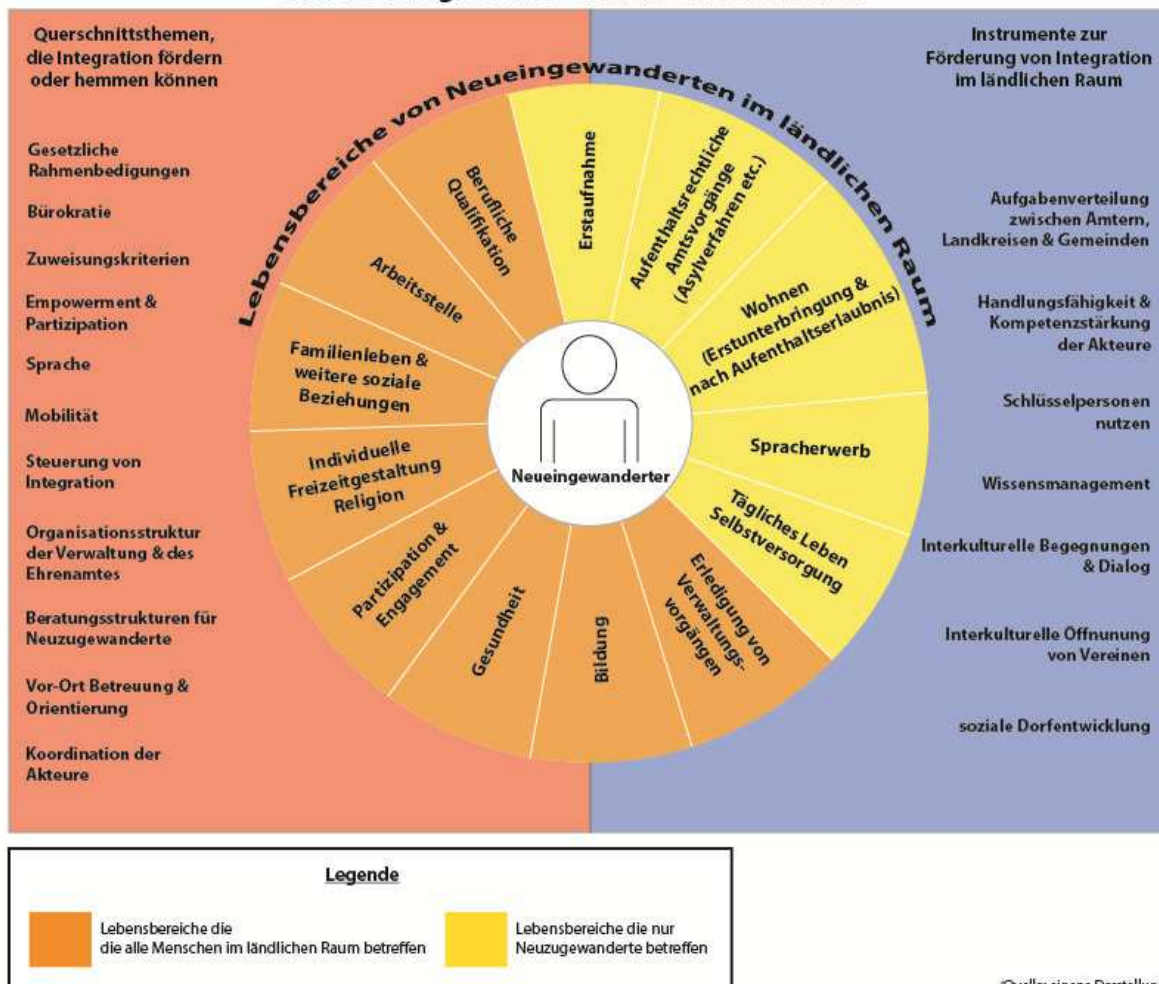 Querschnittsthemen,
die Integration fördern
oder hemmen können
Gesetzliche
Rahmenbedigungen
Bürokratie
Zuweisungskriterien
Empowerment &
Partizipation
Sprache
Mobilität
Steuerung von
Integration
Organisationsstruktur
der Verwaltung & des
Ehrenamtes
Beratungsstrukturen für
Neuzugewanderte
Vor-Ort Betreuung &
Orientierung
Koordination der
Akteure
Lebensbereiche von Neueingewanderten im ländlichen Raum
Erstaufnahme
Aufenthaltsrechtliche
Amtsvorgänge
(Asylverfahren etc.)
Wohnen
(Erstunterbringung &
nach Aufenthaltserlaubnis)
Spracherwerb
Tägliches Leben
Selbstversorgung
Erledigung von
Verwaltungs-
vorgängen
Bildung
Gesundheit
Partizipation &
Engagement
Individuelle
Freizeitgestaltung
Religion
Familienleben &
weitere soziale
Beziehungen
Arbeitsstelle
Berufliche
Qualifikation
Neueingewanderter
Instrumente zur
Förderung von Integration
im ländlichen Raum
Aufgabenverteilung
zwischen Ämtern,
Landkreisen & Gemeinden
Handlungsfähigkeit &
Kompetenzstärkung
der Akteure
Schlüsselpersonen
nutzen
Wissensmanagement
Interkulturelle Begegnungen
& Dialog
Interkulturelle Öffnunung
von Vereinen
soziale Dorfentwicklung
Legende
Lebensbereiche die
die alle Menschen im ländlichen Raum betreffen
Lebensbereiche die nur
Neuzugewanderte betreffen